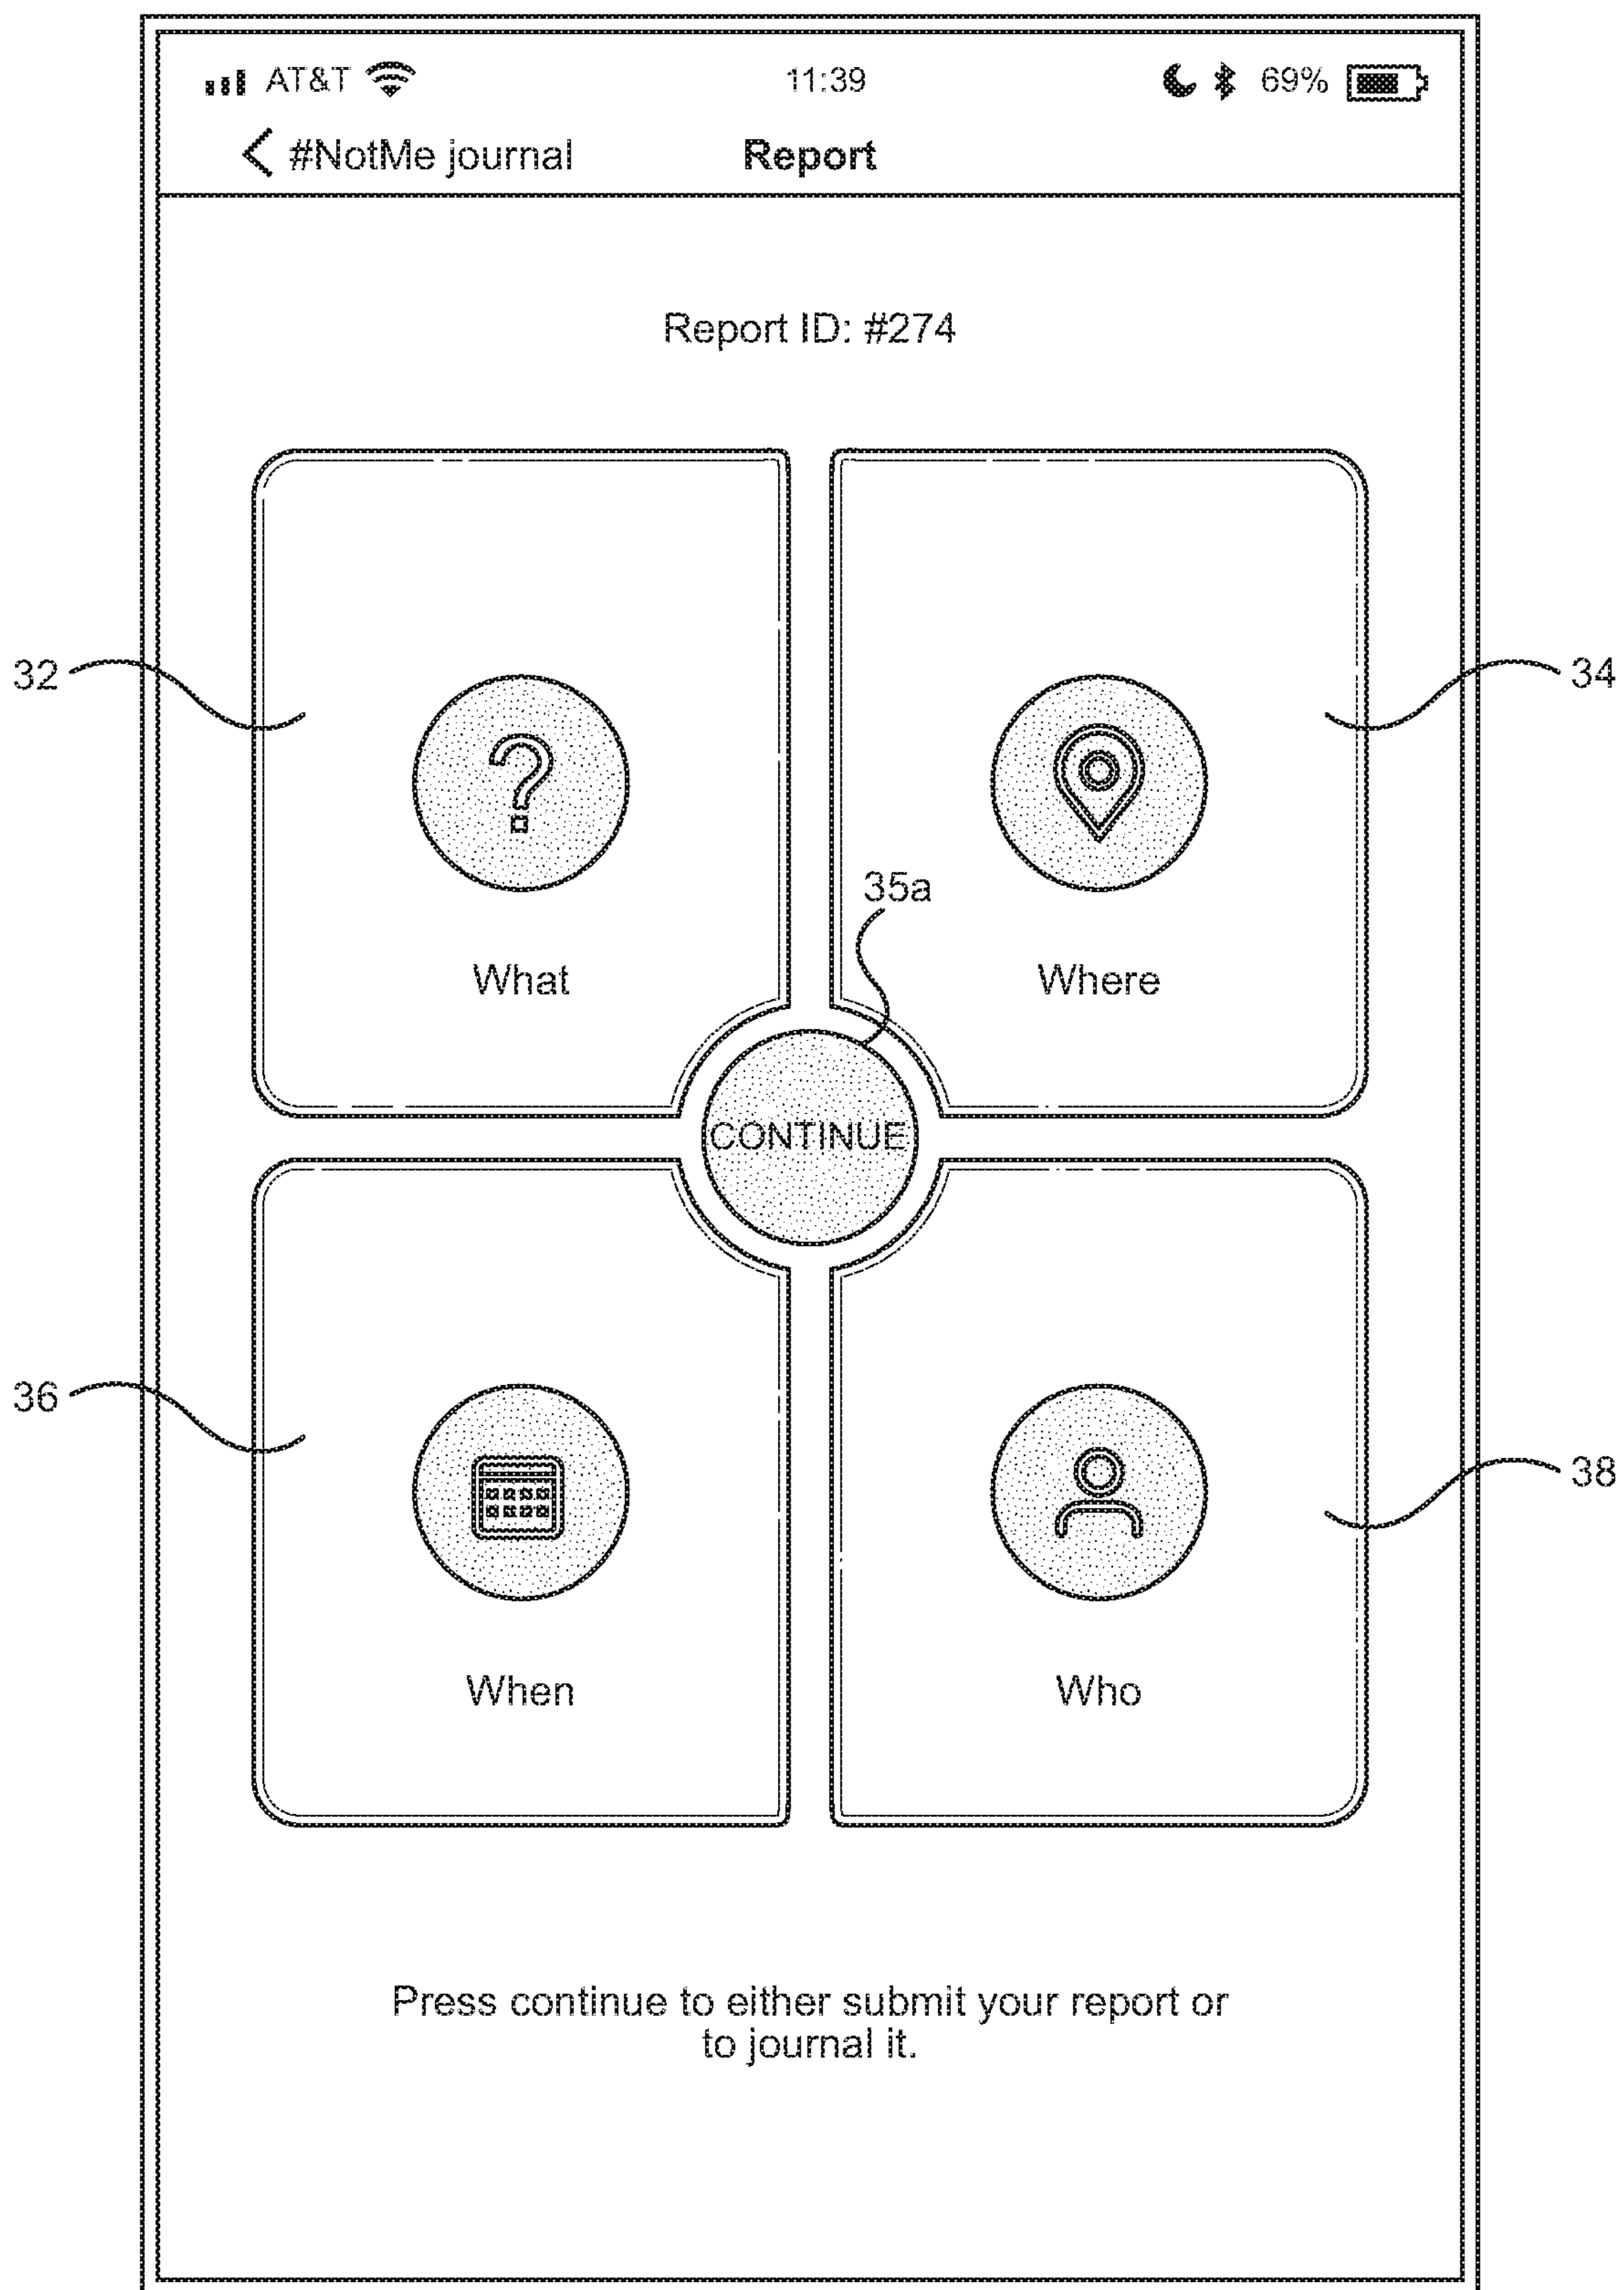 AT&T 11:39 69%
< #NotMe journal Report
Report ID: #274
32 34
35a
What Where
CONTINUE
36
38
When Who
Press continue to either submit your report or
to journal it.